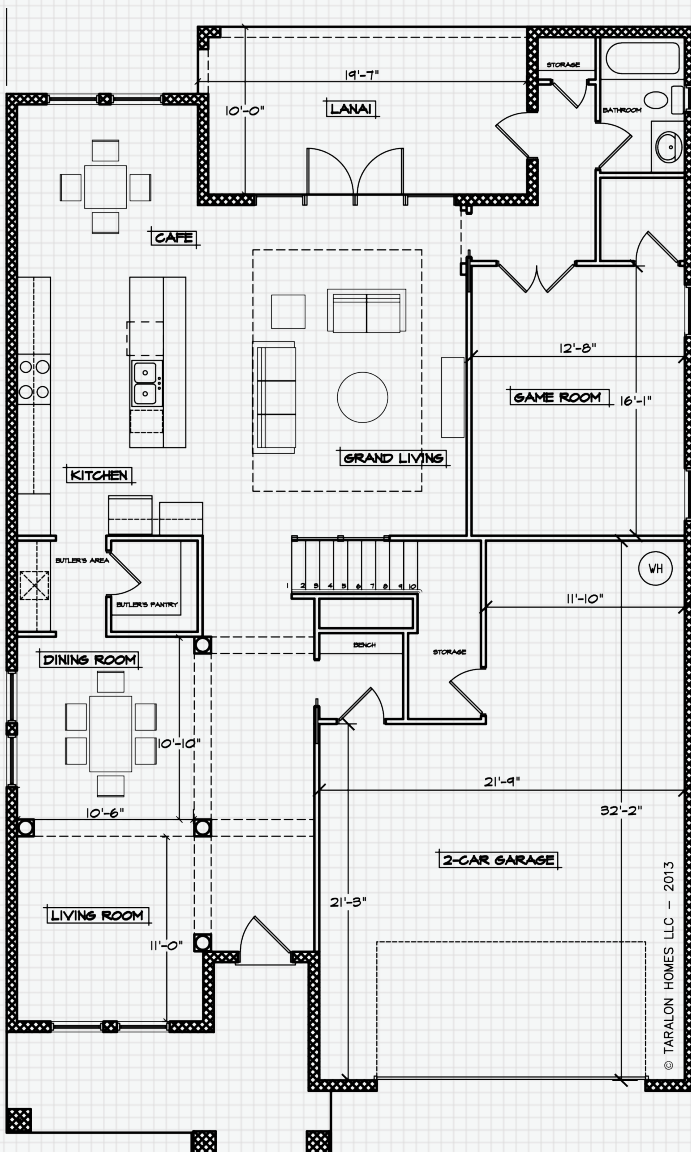 STORAGE
19'-7"
10'-0"
LANAI
BATHROOM
CAFE
12'-8"
GAME ROOM
16'-1"
GRAND LIVING
KITCHEN
BUTLER'S AREA
BUTLER'S PANTRY
1 2 3 4 5 6 7 8 9 10
WH
11'-10"
BENCH
STORAGE
DINING ROOM
10'-10"
10'-6"
21'-9"
32'-2"
2-CAR GARAGE
21'-3"
LIVING ROOM
11'-0"
© TARALON HOMES LLC - 2013